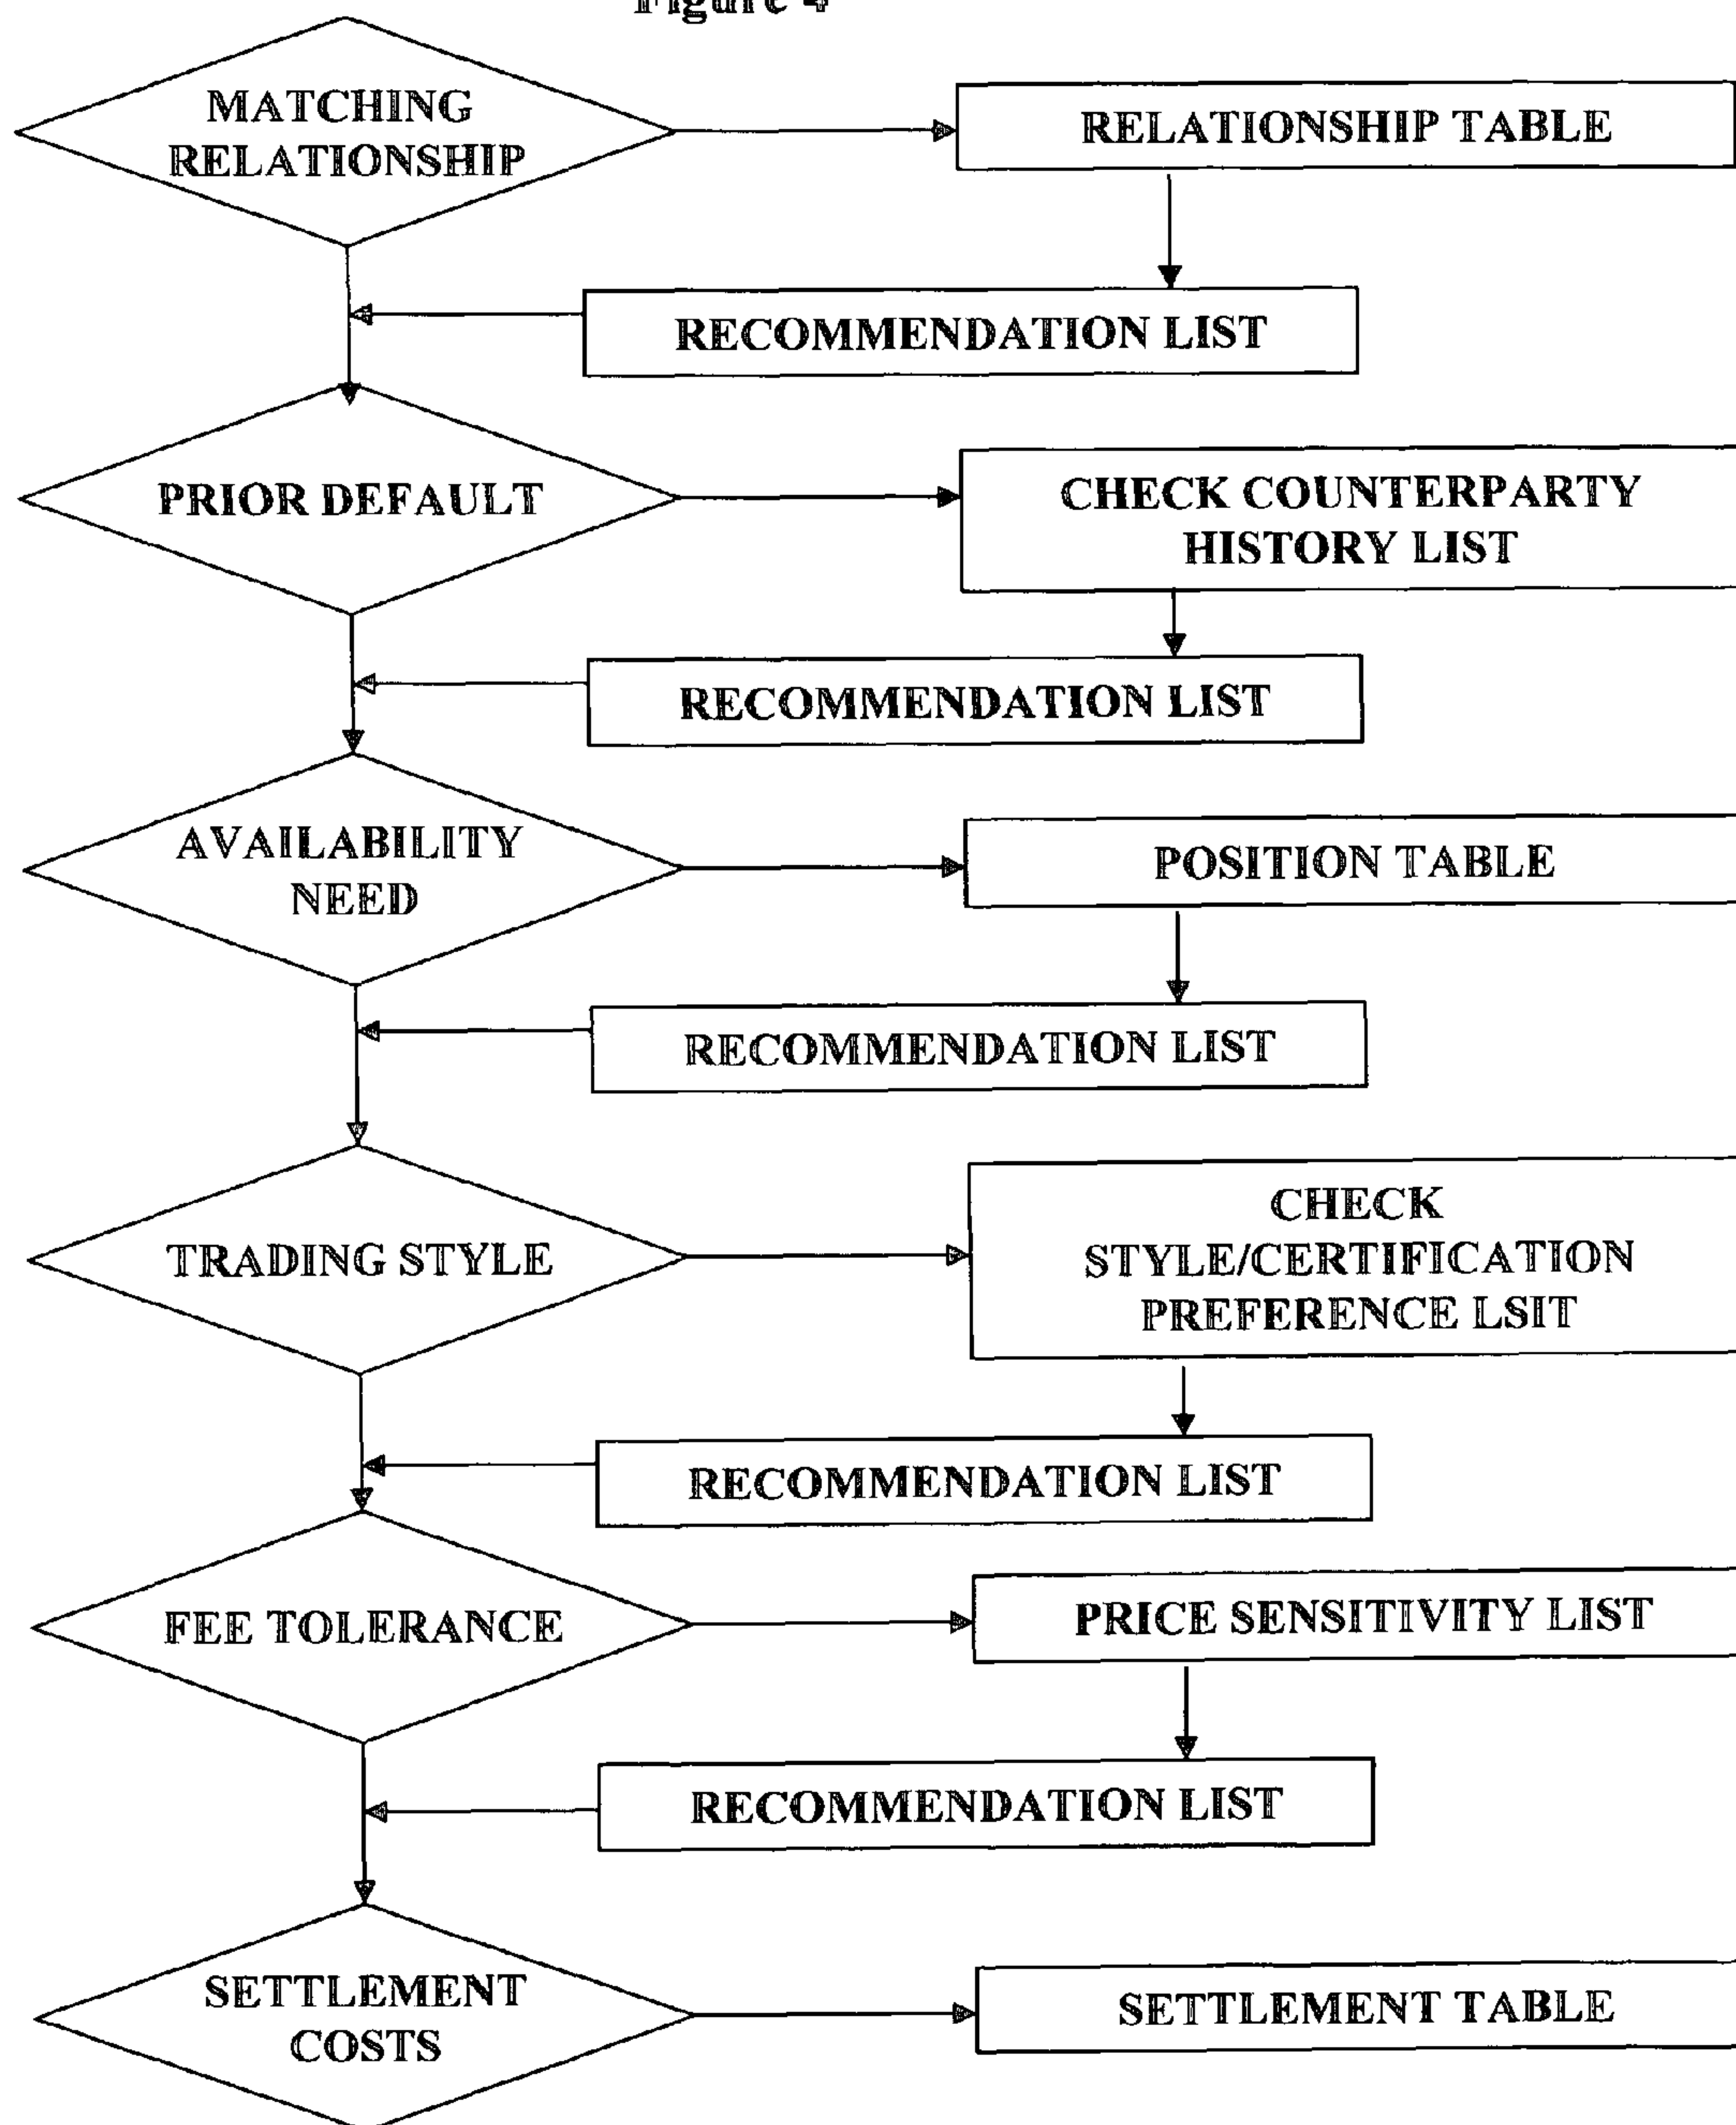 Figure 4
MATCHING
RELATIONSHIP
RELATIONSHIP TABLE
RECOMMENDATION LIST
PRIOR DEFAULT
CHECK COUNTERPARTY
HISTORY LIST
RECOMMENDATION LIST
AVAILABILITY
NEED
POSITION TABLE
RECOMMENDATION LIST
TRADING STYLE
CHECK
STYLE/CERTIFICATION
PREFERENCE LSIT
RECOMMENDATION LIST
FEE TOLERANCE
PRICE SENSITIVITY LIST
RECOMMENDATION LIST
SETTLEMENT
COSTS
SETTLEMENT TABLE